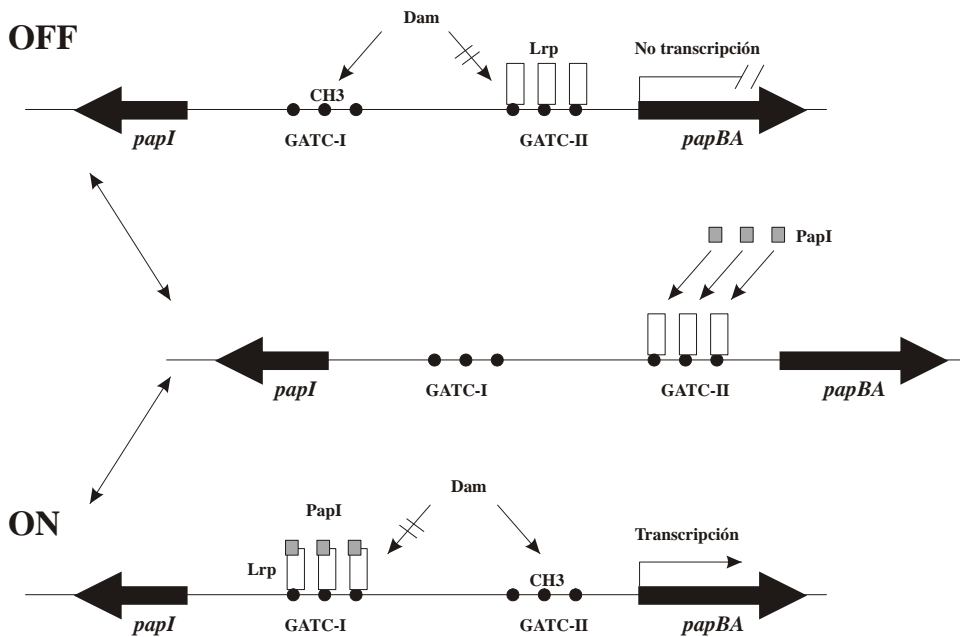 OFF
Dam
Lrp
No transcripción
CH3
papI
GATC-I
GATC-II
papBA
PapI
papI
GATC-I
GATC-II
papBA
ON
PapI
Dam
Transcripción
Lrp
CH3
papI
GATC-I
GATC-II
papBA